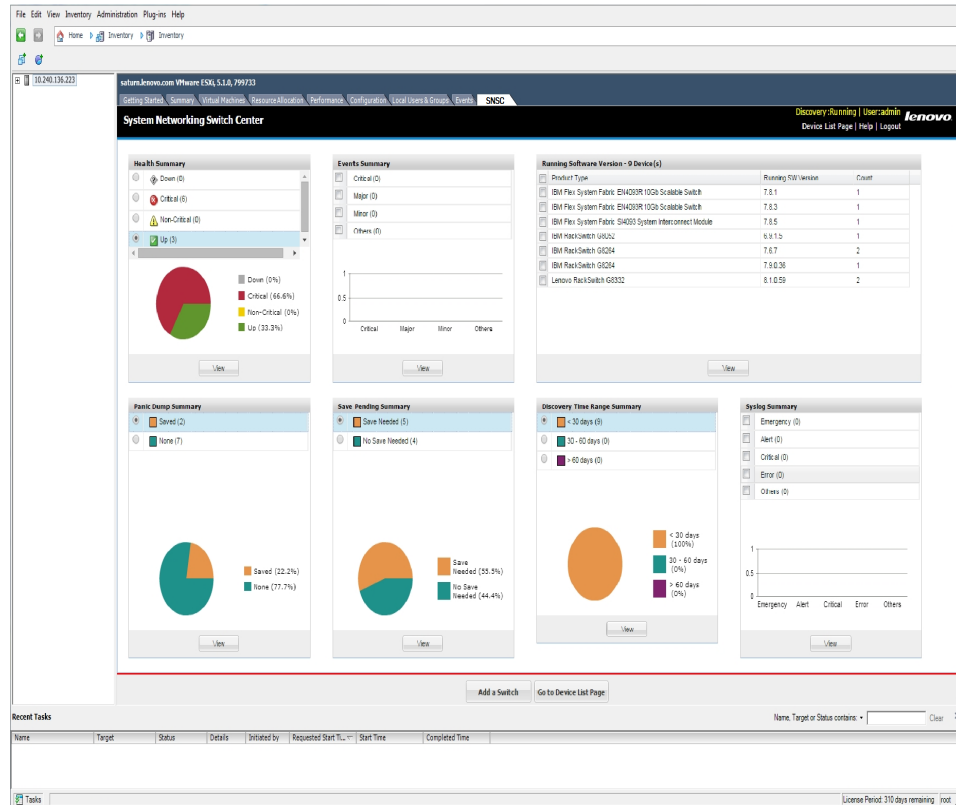 File Edit View Inventory Administration Plug-ins Help
Home Inventory Inventory
10.240.136.223
saturn.lenovo.com VMware ESXi, 5.1.0, 799733
Getting Started Summary Virtual Machines Resource Allocation Performance Configuration Local Users & Groups Events SNSC
System Networking Switch Center
Discovery:Running | User:admin
Device List Page | Help | Logout
lenovo
Health Summary
Down (0)
Critical (6)
Non-Critical (0)
Up (3)
Down (0%)
Critical (66.6%)
Non-Critical (0%)
Up (33.3%)
View
Events Summary
Critical (0)
Major (0)
Minor (0)
Others (0)
1
0.5
0
Critical Major Minor Others
View
Running Software Version - 9 Device(s)
Product Type Running SW Version Count
IBM Flex System Fabric EN4093R 10Gb Scalable Switch 7.8.1 1
IBM Flex System Fabric EN4093R 10Gb Scalable Switch 7.8.3 1
IBM Flex System Fabric SI4093 System Interconnect Module 7.8.5 1
IBM RackSwitch G8052 6.9.1.5 1
IBM RackSwitch G8264 7.6.7 2
IBM RackSwitch G8264 7.9.0.36 1
Lenovo RackSwitch G8332 8.1.0.59 2
View
Panic Dump Summary
Saved (2)
None (7)
Saved (22.2%)
None (77.7%)
View
Save Pending Summary
Save Needed (5)
No Save Needed (4)
Save
Needed (55.5%)
No Save
Needed (44.4%)
View
Discovery Time Range Summary
< 30 days (9)
30 - 60 days (0)
> 60 days (0)
< 30 days
(100%)
30 - 60 days
(0%)
> 60 days
(0%)
View
Syslog Summary
Emergency (0)
Alert (0)
Critical (0)
Error (0)
Others (0)
1
0.5
0
Emergency Alert Critical Error Others
View
Add a Switch Go to Device List Page
Recent Tasks
Name, Target or Status contains: Clear
Name Target Status Details Initiated by Requested Start Ti... Start Time Completed Time
Tasks
License Period: 310 days remaining root